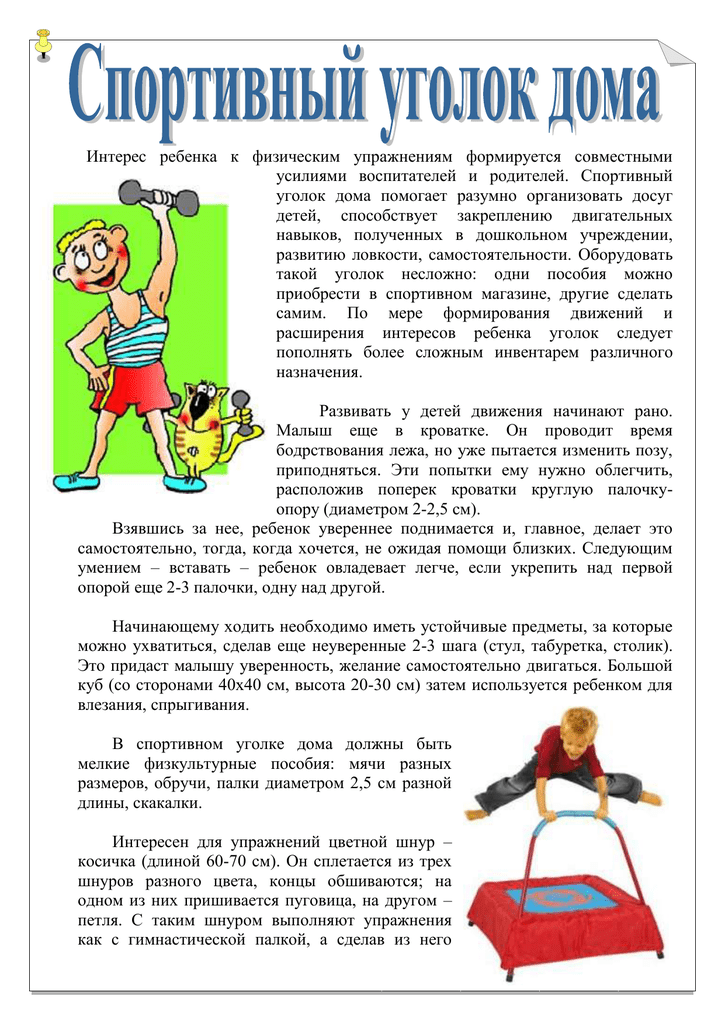 Спортивный уголок дома
Интерес ребенка к физическим упражнениям формируется совместными
усилиями воспитателей и родителей. Спортивный
уголок дома помогает разумно организовать досуг
детей, способствует закреплению двигательных
навыков, полученных в дошкольном учреждении,
развитию ловкости, самостоятельности. Оборудовать
такой уголок несложно: одни пособия можно
приобрести в спортивном магазине, другие сделать
самим. По мере формирования движений и
расширения интересов ребенка уголок следует
пополнять более сложным инвентарем различного
назначения.
Развивать у детей движения начинают рано.
Малыш еще в кроватке. Он проводит время
бодрствования лежа, но уже пытается изменить позу,
приподняться. Эти попытки ему нужно облегчить,
расположив поперек кроватки круглую палочку-
опору (диаметром 2-2,5 см).
Взявшись за нее, ребенок увереннее поднимается и, главное, делает это
самостоятельно, тогда, когда хочется, не ожидая помощи близких. Следующим
умением – вставать – ребенок овладевает легче, если укрепить над первой
опорой еще 2-3 палочки, одну над другой.
Начинающему ходить необходимо иметь устойчивые предметы, за которые
можно ухватиться, сделав еще неуверенные 2-3 шага (стул, табуретка, столик).
Это придаст малышу уверенность, желание самостоятельно двигаться. Большой
куб (со сторонами 40х40 см, высота 20-30 см) затем используется ребенком для
влезания, спрыгивания.
В спортивном уголке дома должны быть
мелкие физкультурные пособия: мячи разных
размеров, обручи, палки диаметром 2,5 см разной
длины, скакалки.
Интересен для упражнений цветной шнур –
косичка (длиной 60-70 см). Он сплетается из трех
шнуров разного цвета, концы обшиваются; на
одном из них пришивается пуговица, на другом –
петля. С таким шнуром выполняют упражнения
как с гимнастической палкой, а сделав из него